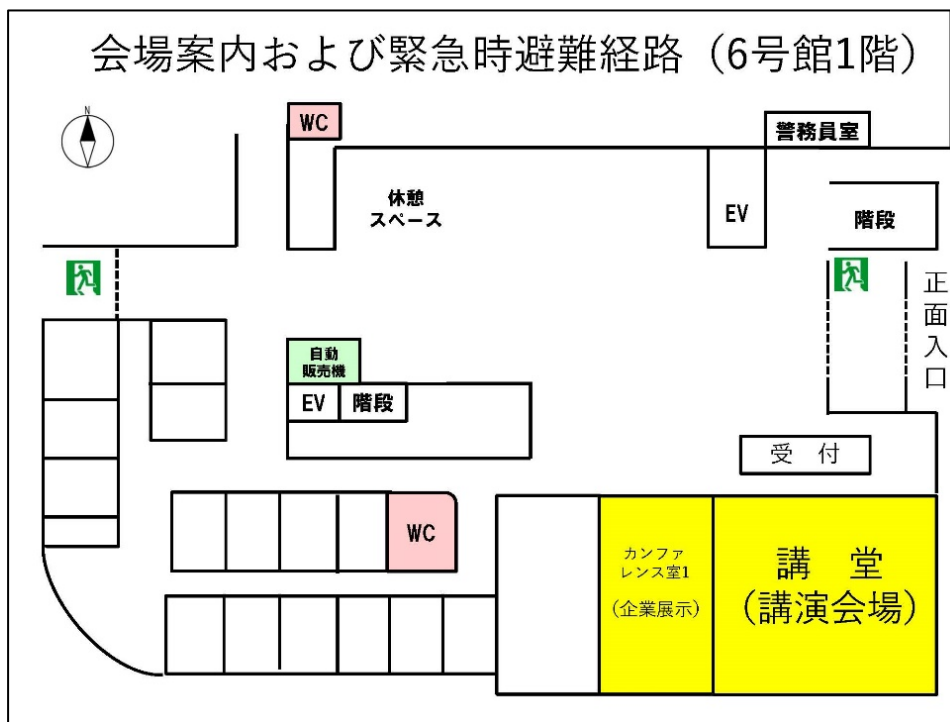 会場案内および緊急時避難経路（6号館1階）
N
WC
警務員室
休憩
スペース
EV
階段
正面入口
自動
販売機
EV
階段
受　付
WC
カンファ
レンス室1
(企業展示)
講　堂
(講演会場)